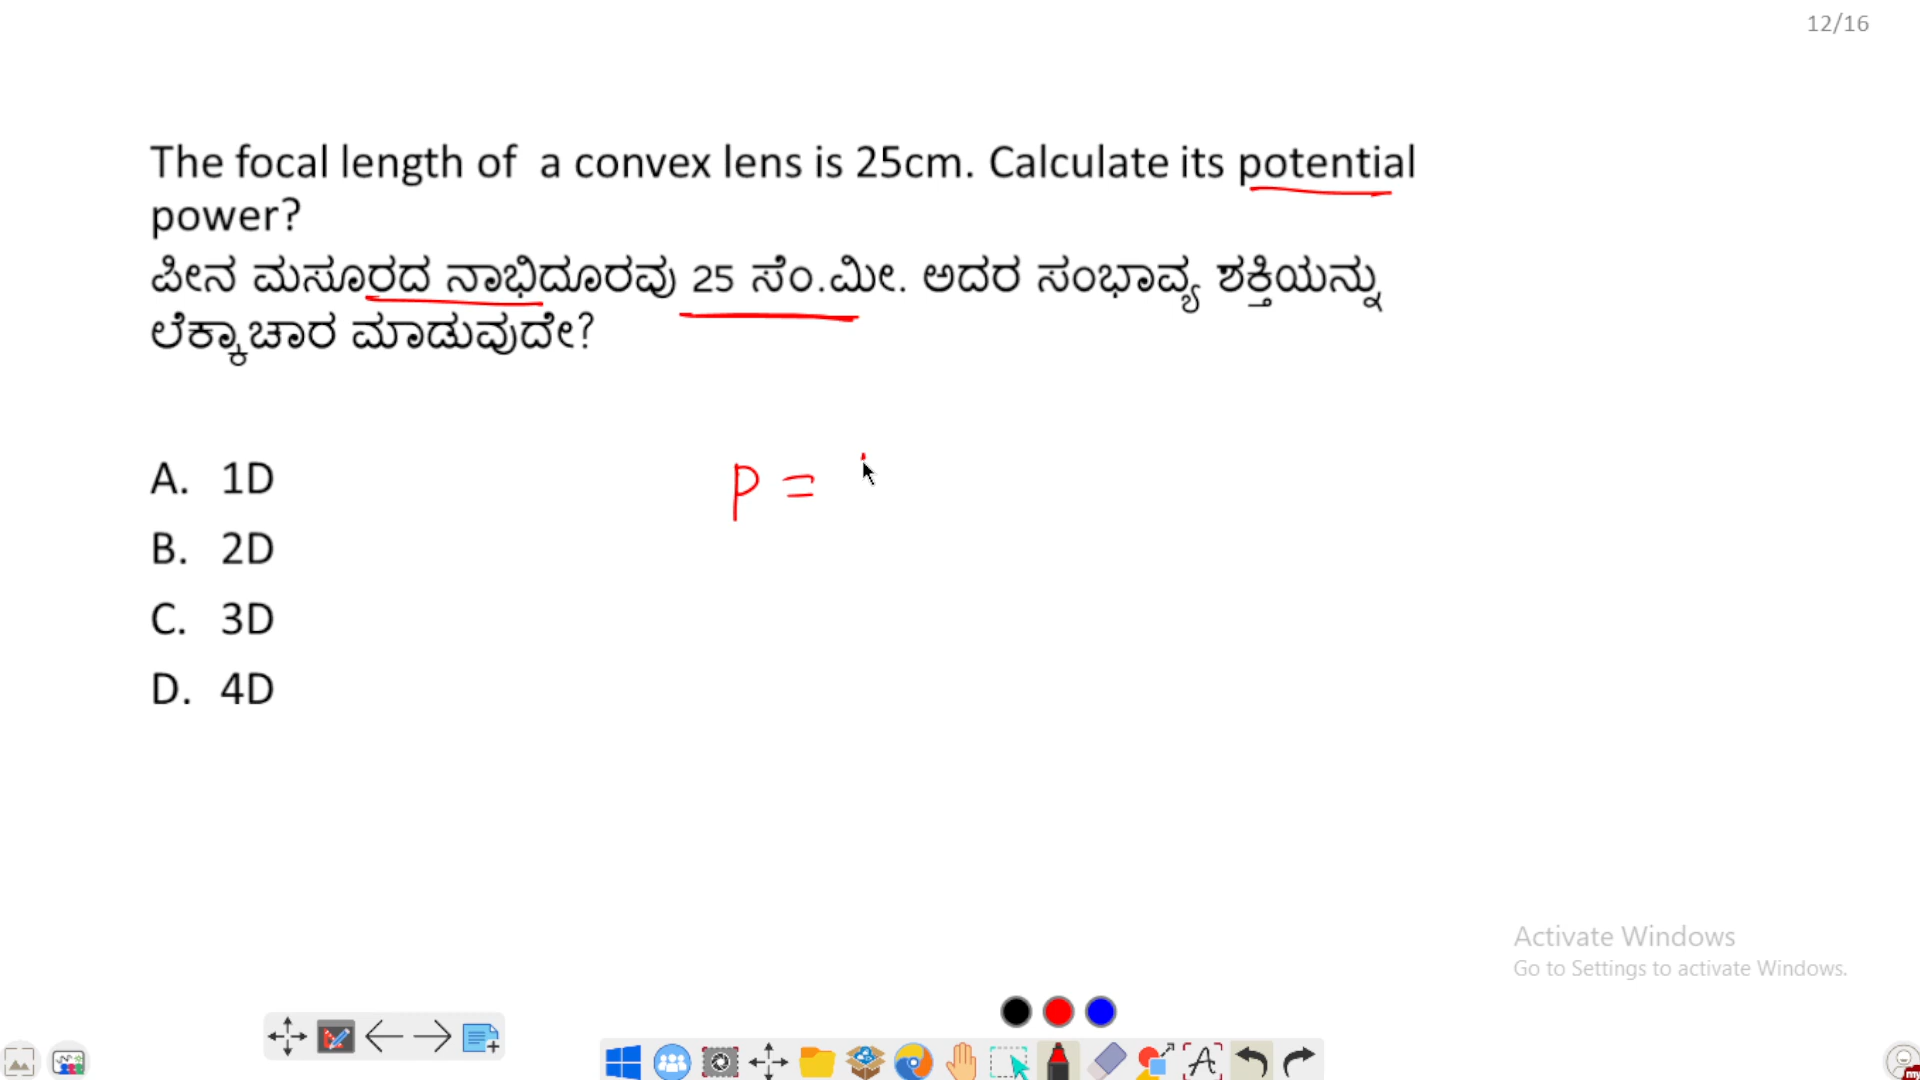 12/16
The focal length of a convex lens is 25cm. Calculate its potential
power?
ಪೀನ ಮಸೂರದ ನಾಭಿದೂರವು 25 ಸೆಂ.ಮೀ. ಅದರ ಸಂಭಾವ್ಯ ಶಕ್ತಿಯನ್ನು
ಲೆಕ್ಕಾಚಾರ ಮಾಡುವುದೇ?
A. 1D
P =
B. 2D
C. 3D
D. 4D
Activate Windows
Go to Settings to activate Windows.